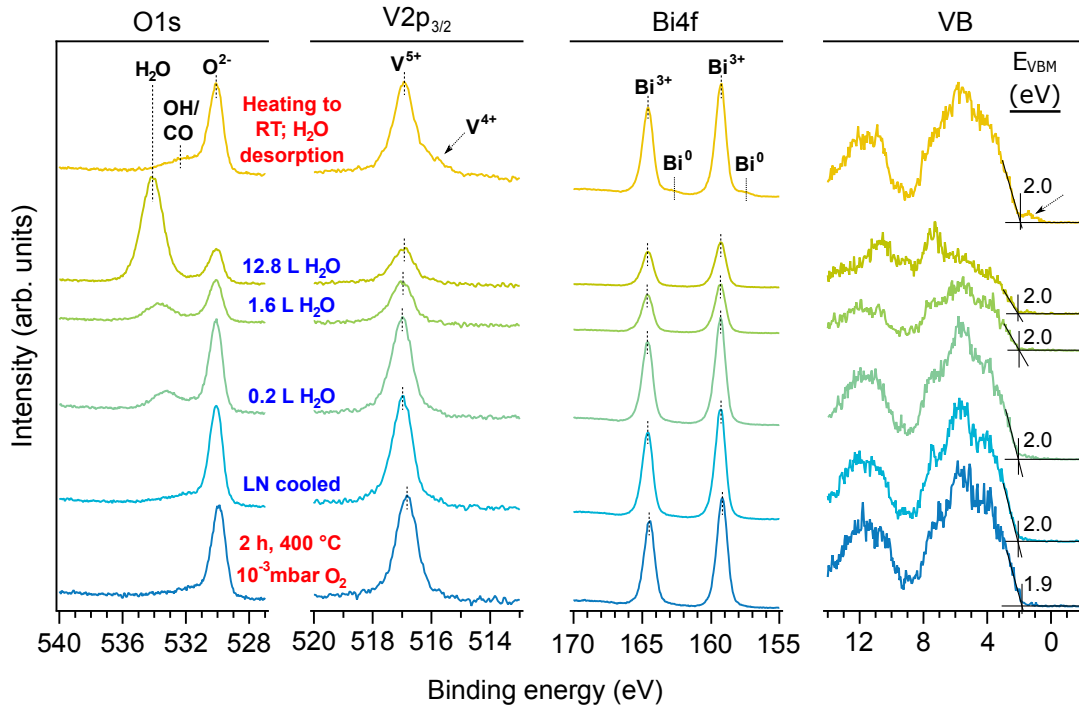 O1s
V2p3/2
Bi4f
VB
H2O
O2-
OH/
CO
Heating to
RT; H2O
desorption
V5+
V4+
Bi3+
Bi3+
Bi0
Bi0
EVBM
(eV)
2.0
12.8 L H2O
2.0
1.6 L H2O
2.0
0.2 L H2O
2.0
LN cooled
2.0
2 h, 400 °C
10-3mbar O2
1.9
Intensity (arb. units)
540 536 532 528
520 518 516 514
170 165 160 155
12 8 4 0
Binding energy (eV)